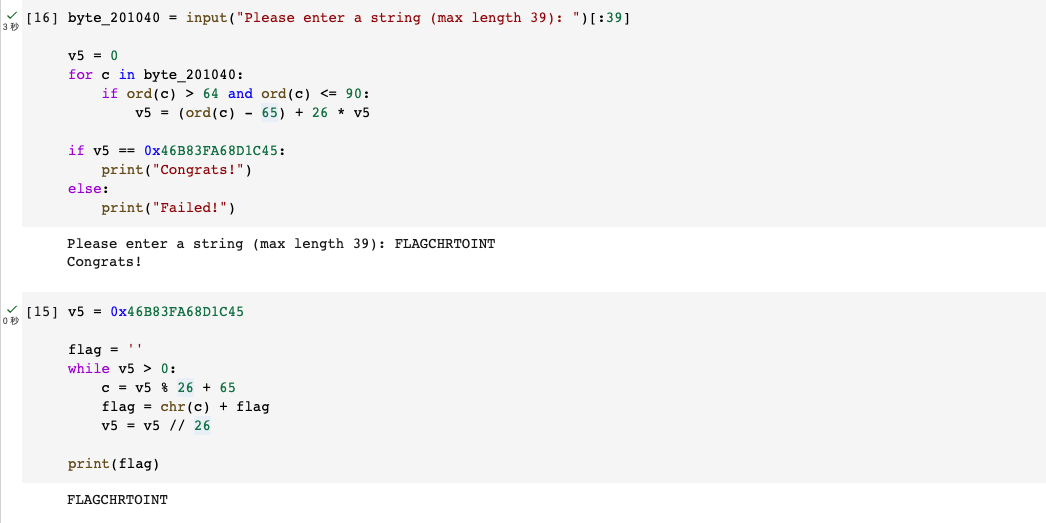 [16] byte_201040 = input("Please enter a string (max length 39): ")[:39]
3 秒
v5 = 0
for c in byte_201040:
    if ord(c) > 64 and ord(c) <= 90:
        v5 = (ord(c) - 65) + 26 * v5
if v5 == 0x46B83FA68D1C45:
    print("Congrats!")
else:
    print("Failed!")
Please enter a string (max length 39): FLAGCHRTOINT
Congrats!
[15] v5 = 0x46B83FA68D1C45
0 秒
flag = ''
while v5 > 0:
    c = v5 % 26 + 65
    flag = chr(c) + flag
    v5 = v5 // 26
print(flag)
FLAGCHRTOINT